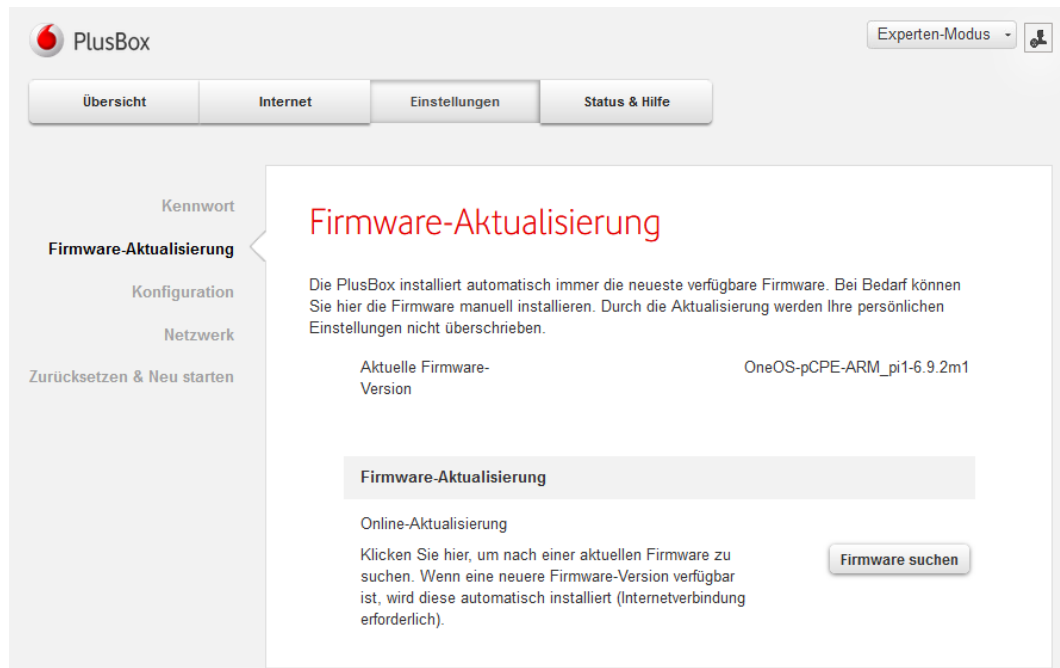 PlusBox
Experten-Modus
Übersicht
Internet
Einstellungen
Status & Hilfe
Kennwort
Firmware-Aktualisierung
Konfiguration
Netzwerk
Zurücksetzen & Neu starten
Firmware-Aktualisierung
Die PlusBox installiert automatisch immer die neueste verfügbare Firmware. Bei Bedarf können
Sie hier die Firmware manuell installieren. Durch die Aktualisierung werden Ihre persönlichen
Einstellungen nicht überschrieben.
Aktuelle Firmware-
Version
OneOS-pCPE-ARM_pi1-6.9.2m1
Firmware-Aktualisierung
Online-Aktualisierung
Klicken Sie hier, um nach einer aktuellen Firmware zu
suchen. Wenn eine neuere Firmware-Version verfügbar
ist, wird diese automatisch installiert (Internetverbindung
erforderlich).
Firmware suchen